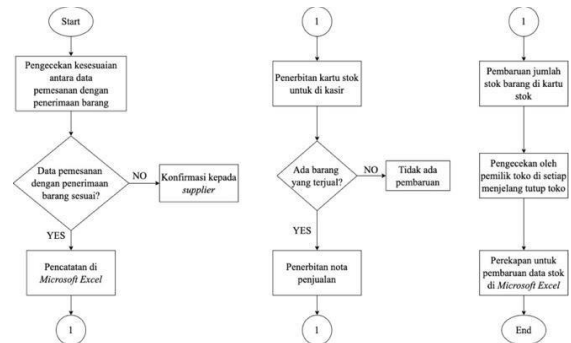 Start
Pengecekan kesesuaian
antara data
pemesanan dengan
penerimaan barang
Data pemesanan
dengan penerimaan
barang sesuai?
NO
Konfirmasi kepada
supplier
YES
Pencatatan di
Microsoft Excel
1
1
Penerbitan kartu stok
untuk di kasir
Ada barang
yang terjual?
NO
Tidak ada
pembaruan
YES
Penerbitan nota
penjualan
1
1
Pembaruan jumlah
stok barang di kartu
stok
Pengecekan oleh
pemilik toko di setiap
menjelang tutup toko
Perekapan untuk
pembaruan data stok
di Microsoft Excel
End